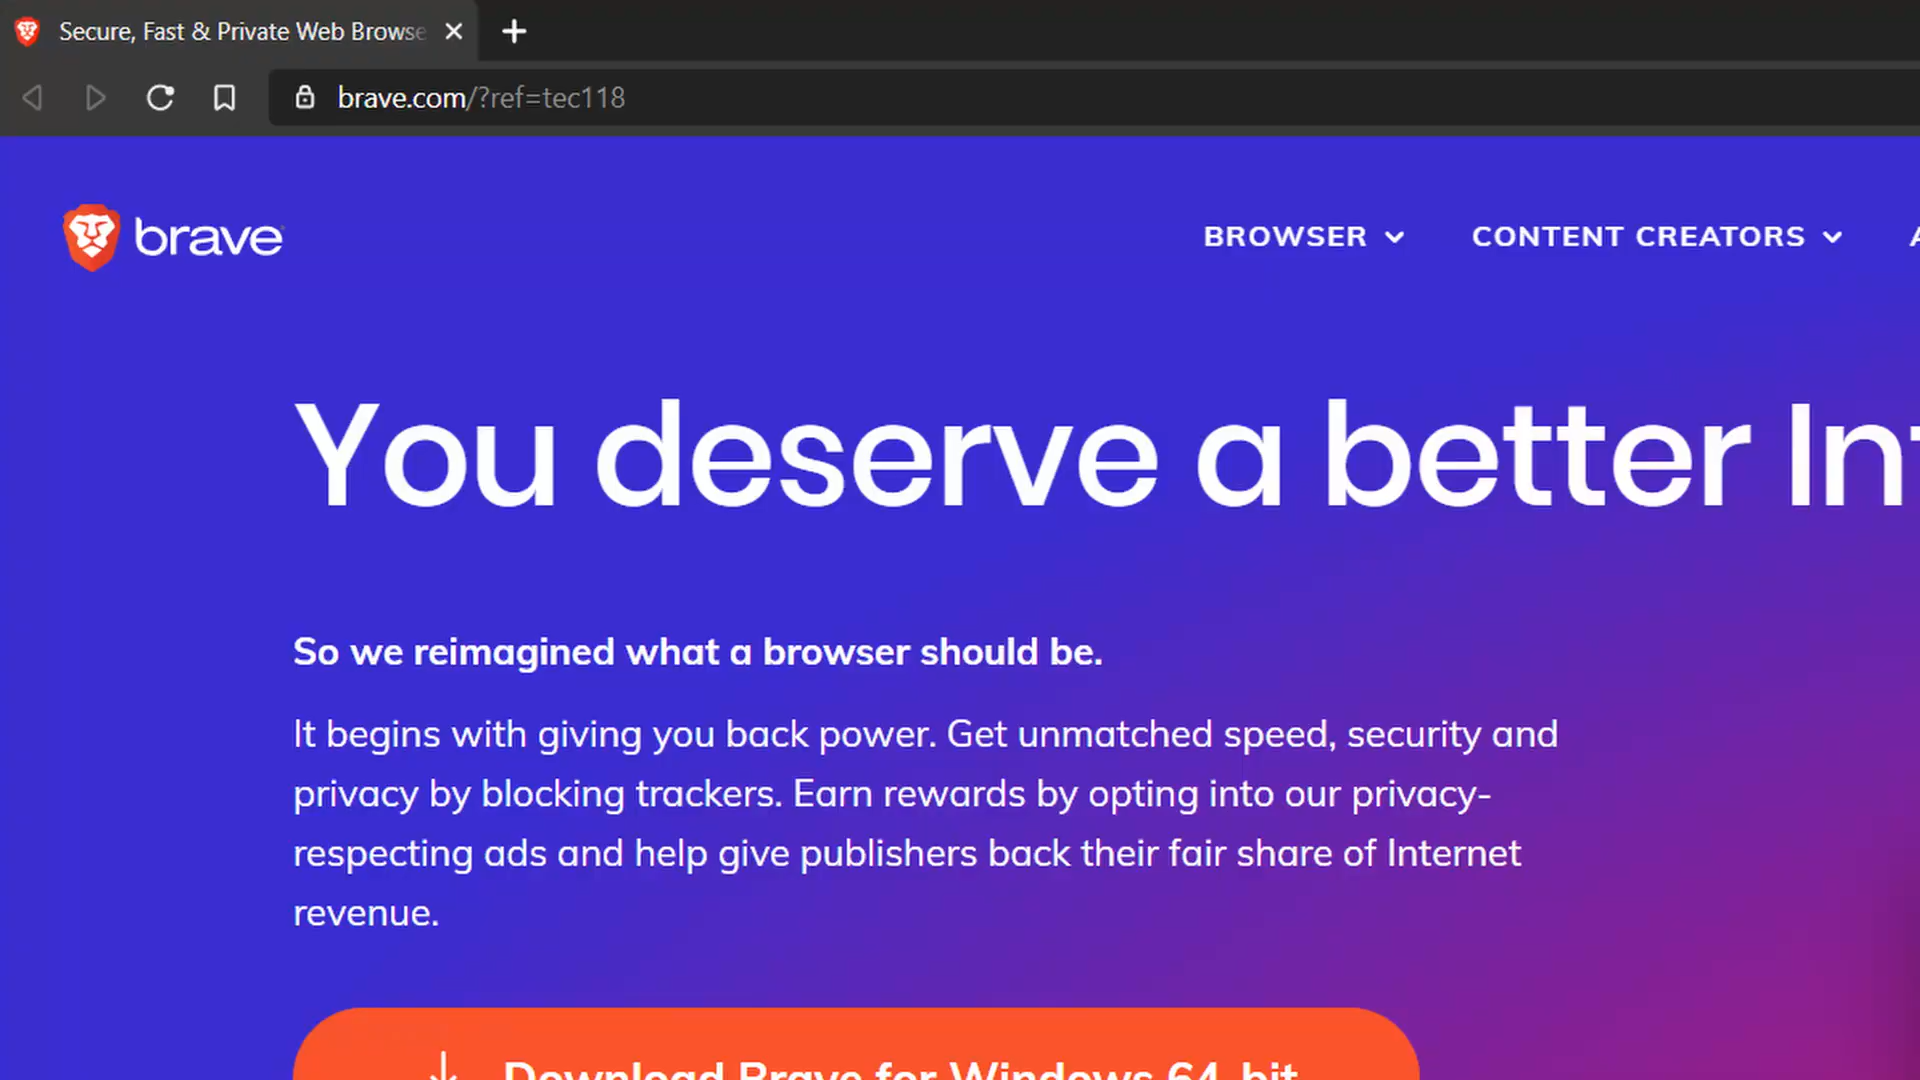 Secure, Fast & Private Web Browse
brave.com/?ref=tec118
brave
BROWSER
CONTENT CREATORS
You deserve a better Int
So we reimagined what a browser should be.
It begins with giving you back power. Get unmatched speed, security and
privacy by blocking trackers. Earn rewards by opting into our privacy-
respecting ads and help give publishers back their fair share of Internet
revenue.
Download Brave for Windows 64-bit